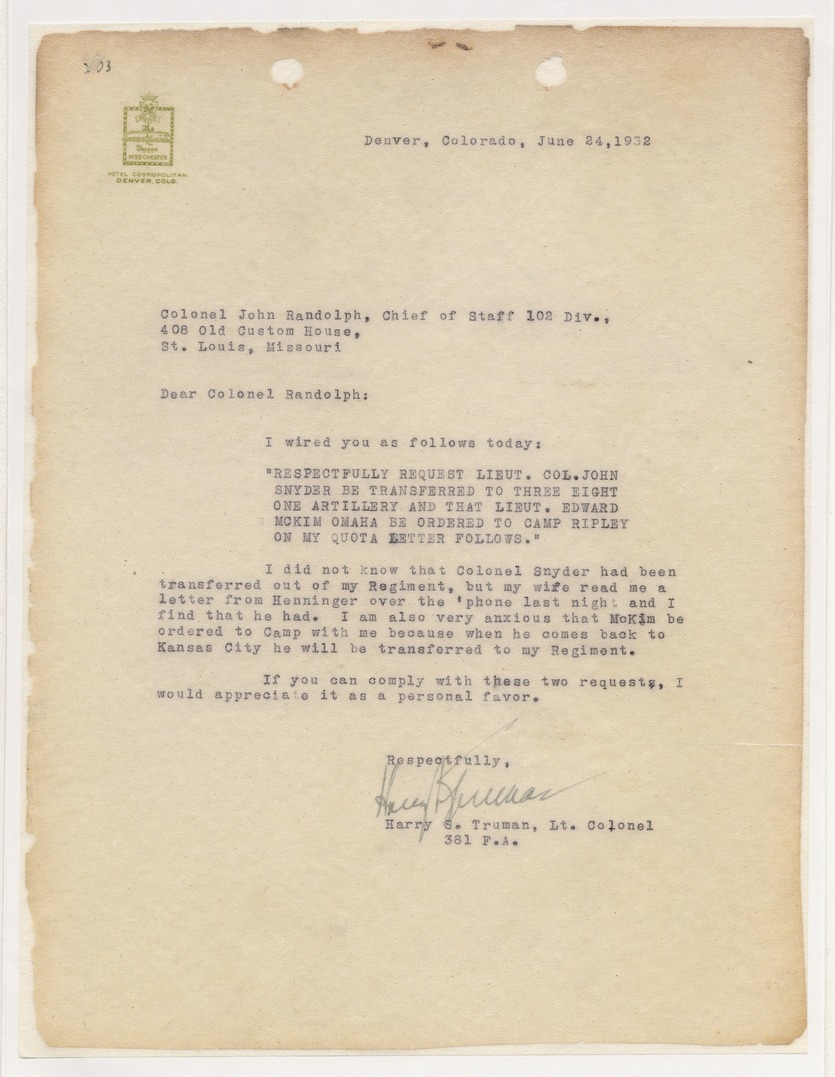 Denver, Colorado, June 24,1932
HOTEL COSMOPOLITAN
DENVER, COLO.
Colonel John Randolph, Chief of Staff 102 Div.,
408 Old Custom House,
St. Louis, Missouri
Dear Colonel Randolph:
I wired you as follows today:
"RESPECTFULLY REQUEST LIEUT. COL.JOHN
SNYDER BE TRANSFERRED TO THREE EIGHT
ONE ARTILLERY AND THAT LIEUT. EDWARD
MCKIM OMAHA BE ORDERED TO CAMP RIPLEY
ON MY QUOTA LETTER FOLLOWS."
I did not know that Colonel Snyder had been
transferred out of my Regiment, but my wife read me a
letter from Henninger over the 'phone last night and I
find that he had. I am also very anxious that McKim be
ordered to Camp with me because when he comes back to
Kansas City he will be transferred to my Regiment.
If you can comply with these two requests, I
would appreciate it as a personal favor.
Respectfully,
Harry S Truman
Harry S. Truman, Lt. Colonel
381 F.A.